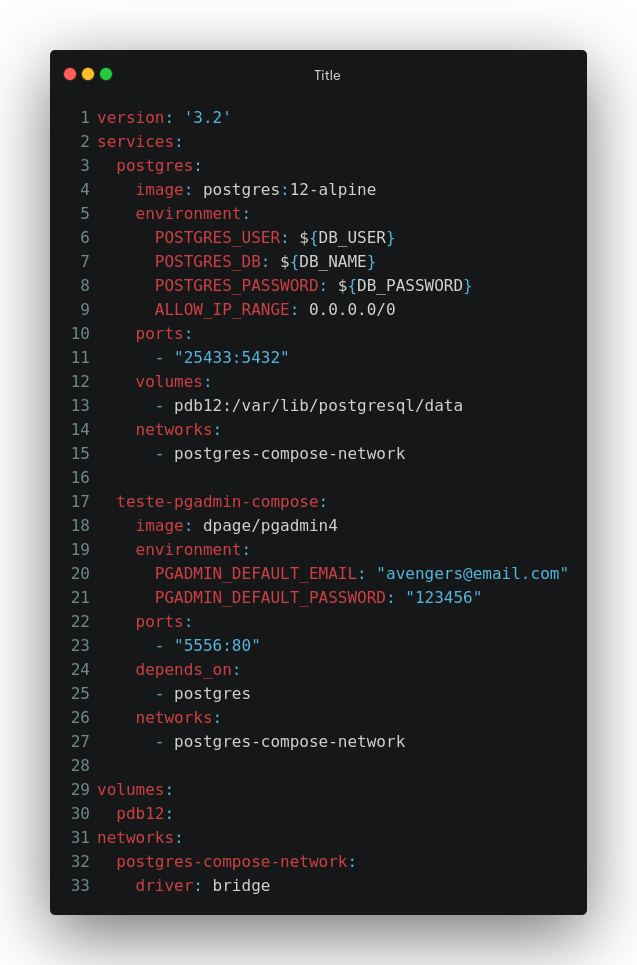 Title
1 version: '3.2'
2 services:
3   postgres:
4     image: postgres:12-alpine
5     environment:
6       POSTGRES_USER: ${DB_USER}
7       POSTGRES_DB: ${DB_NAME}
8       POSTGRES_PASSWORD: ${DB_PASSWORD}
9       ALLOW_IP_RANGE: 0.0.0.0/0
10     ports:
11       - "25433:5432"
12     volumes:
13       - pdb12:/var/lib/postgresql/data
14     networks:
15       - postgres-compose-network
16
17   teste-pgadmin-compose:
18     image: dpage/pgadmin4
19     environment:
20       PGADMIN_DEFAULT_EMAIL: "avengers@email.com"
21       PGADMIN_DEFAULT_PASSWORD: "123456"
22     ports:
23       - "5556:80"
24     depends_on:
25       - postgres
26     networks:
27       - postgres-compose-network
28
29 volumes:
30   pdb12:
31 networks:
32   postgres-compose-network:
33     driver: bridge